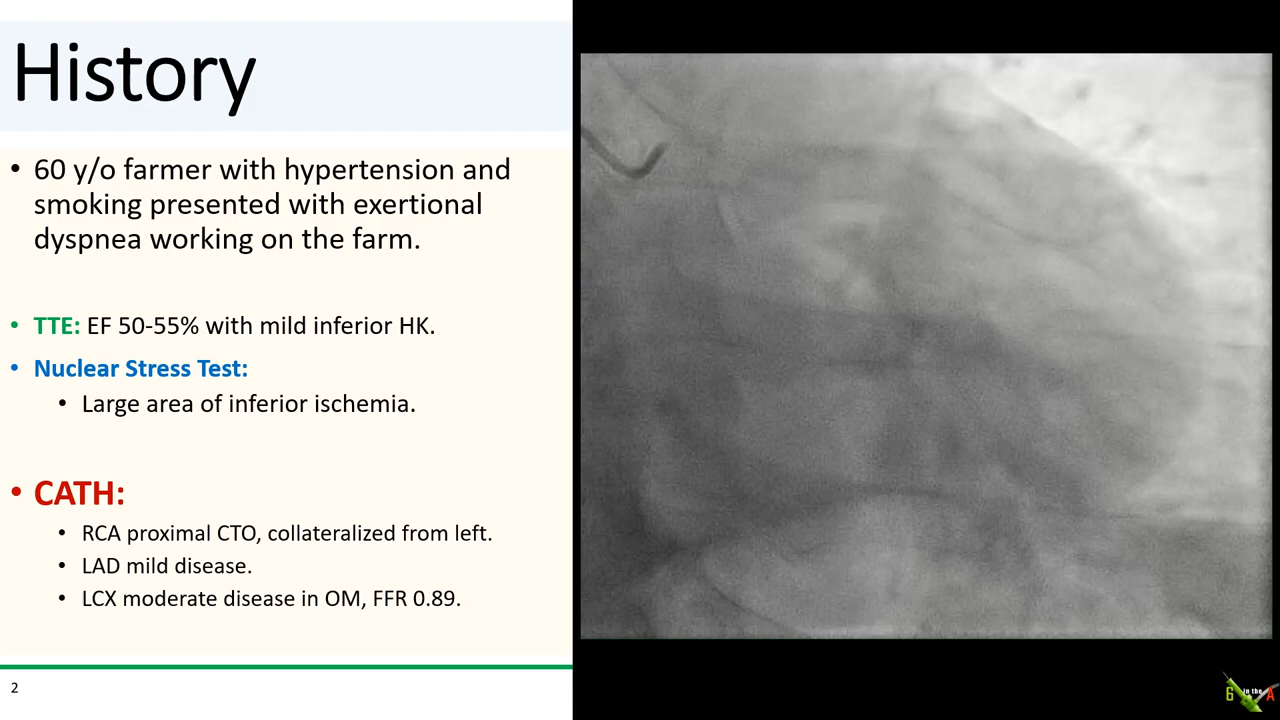 History
• 60 y/o farmer with hypertension and
smoking presented with exertional
dyspnea working on the farm.
• TTE: EF 50-55% with mild inferior HK.
• Nuclear Stress Test:
• Large area of inferior ischemia.
• CATH:
• RCA proximal CTO, collateralized from left.
• LAD mild disease.
• LCX moderate disease in OM, FFR 0.89.
2
G in the A